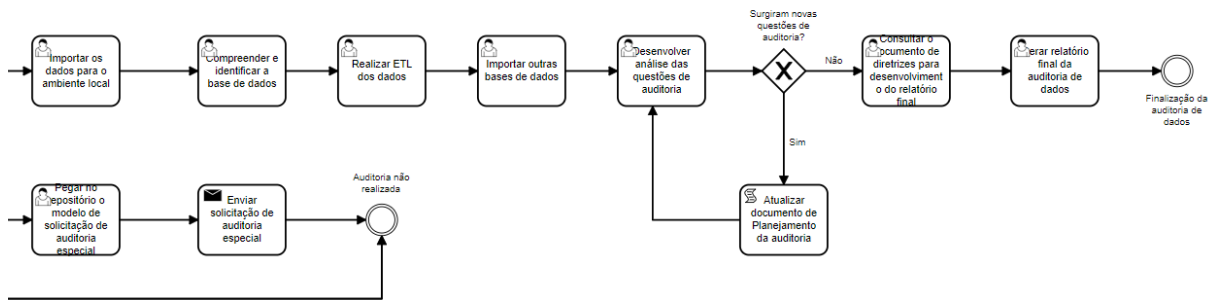 Importar os
dados para o
ambiente local
Compreender e
identificar a
base de dados
Realizar ETL
dos dados
Importar outras
bases de dados
Desenvolver
análise das
questões de
auditoria
Surgiram novas
questões de
auditoria?
Não
Sim
Consultar o
documento de
diretrizes para
desenvolviment
o do relatório
final
Gerar relatório
final da
auditoria de
dados
Finalização da
auditoria de
dados
Pegar no
repositório o
modelo de
solicitação de
auditoria
especial
Enviar
solicitação de
auditoria
especial
Auditoria não
realizada
Atualizar
documento de
Planejamento
da auditoria